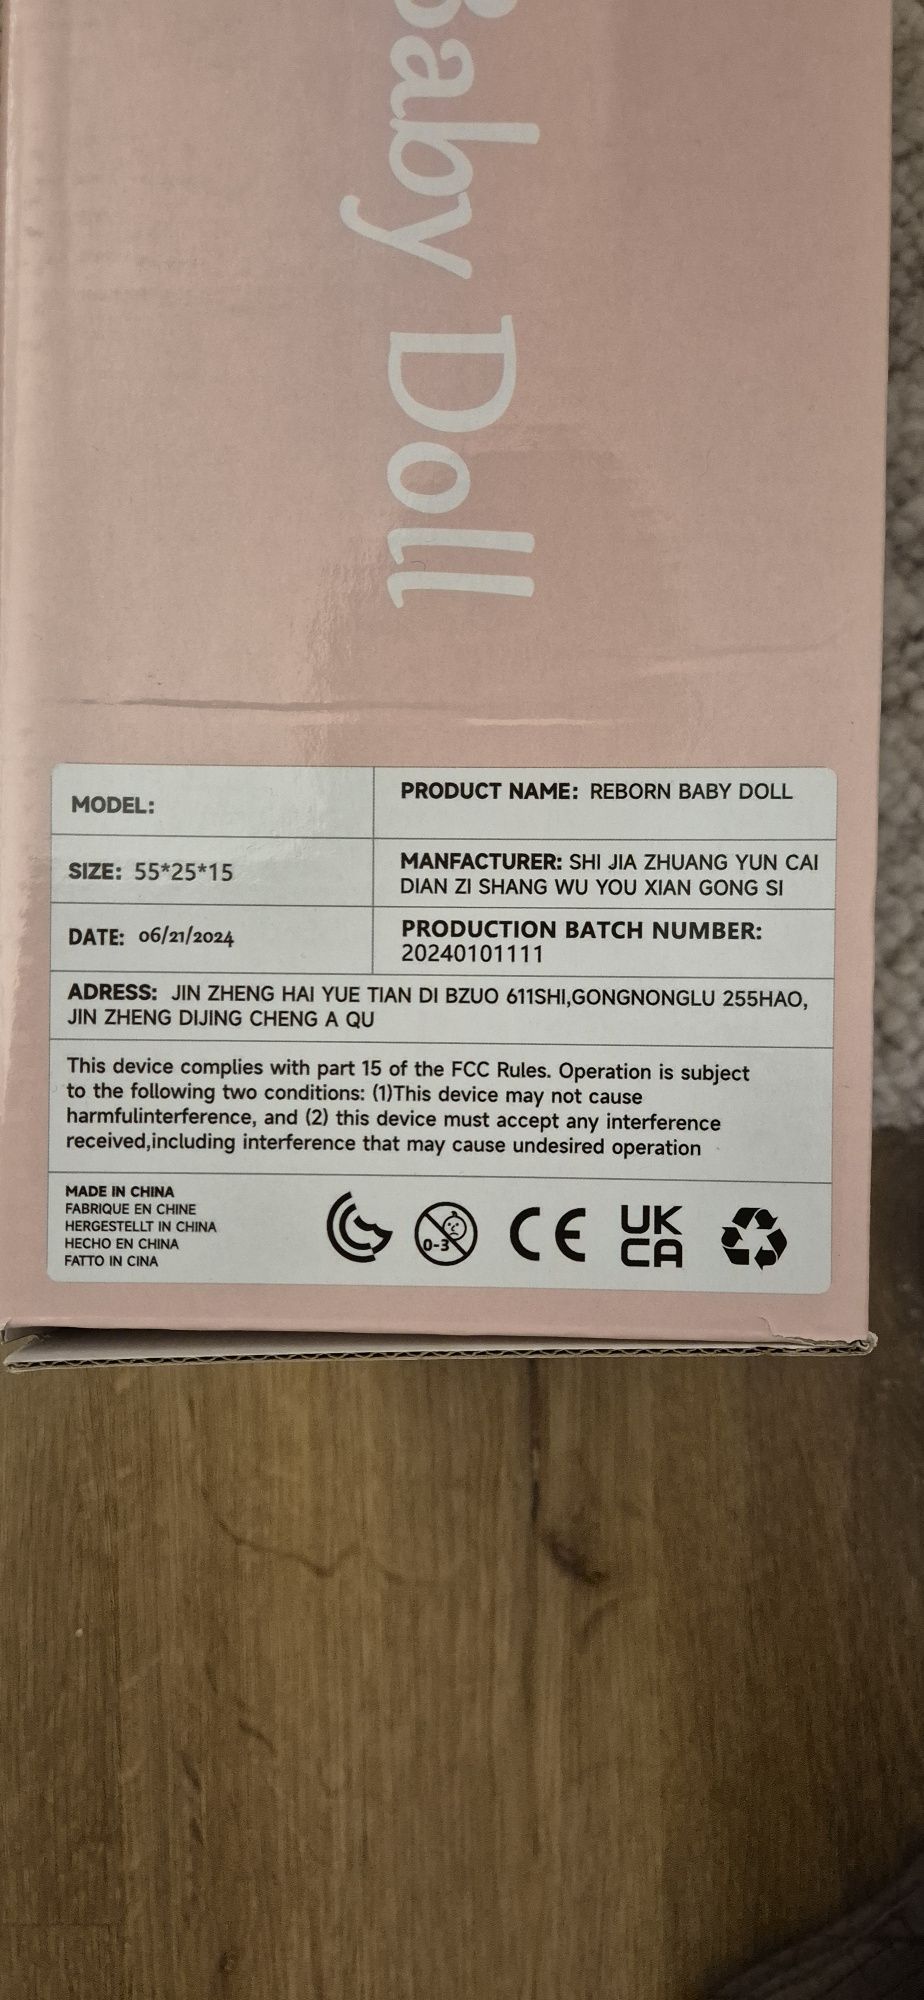 Baby Doll
MODEL:
PRODUCT NAME: REBORN BABY DOLL
SIZE: 55*25*15
MANFACTURER: SHI JIA ZHUANG YUN CAI
DIAN ZI SHANG WU YOU XIAN GONG SI
DATE: 06/21/2024
PRODUCTION BATCH NUMBER:
20240101111
ADRESS: JIN ZHENG HAI YUE TIAN DI BZUO 611SHI,GONGNONGLU 255HAO,
JIN ZHENG DIJING CHENG A QU
This device complies with part 15 of the FCC Rules. Operation is subject
to the following two conditions: (1)This device may not cause
harmfulinterference, and (2) this device must accept any interference
received,including interference that may cause undesired operation
MADE IN CHINA
FABRIQUE EN CHINE
HERGESTELLT IN CHINA
HECHO EN CHINA
FATTO IN CINA
0-3
CE
UK
CA